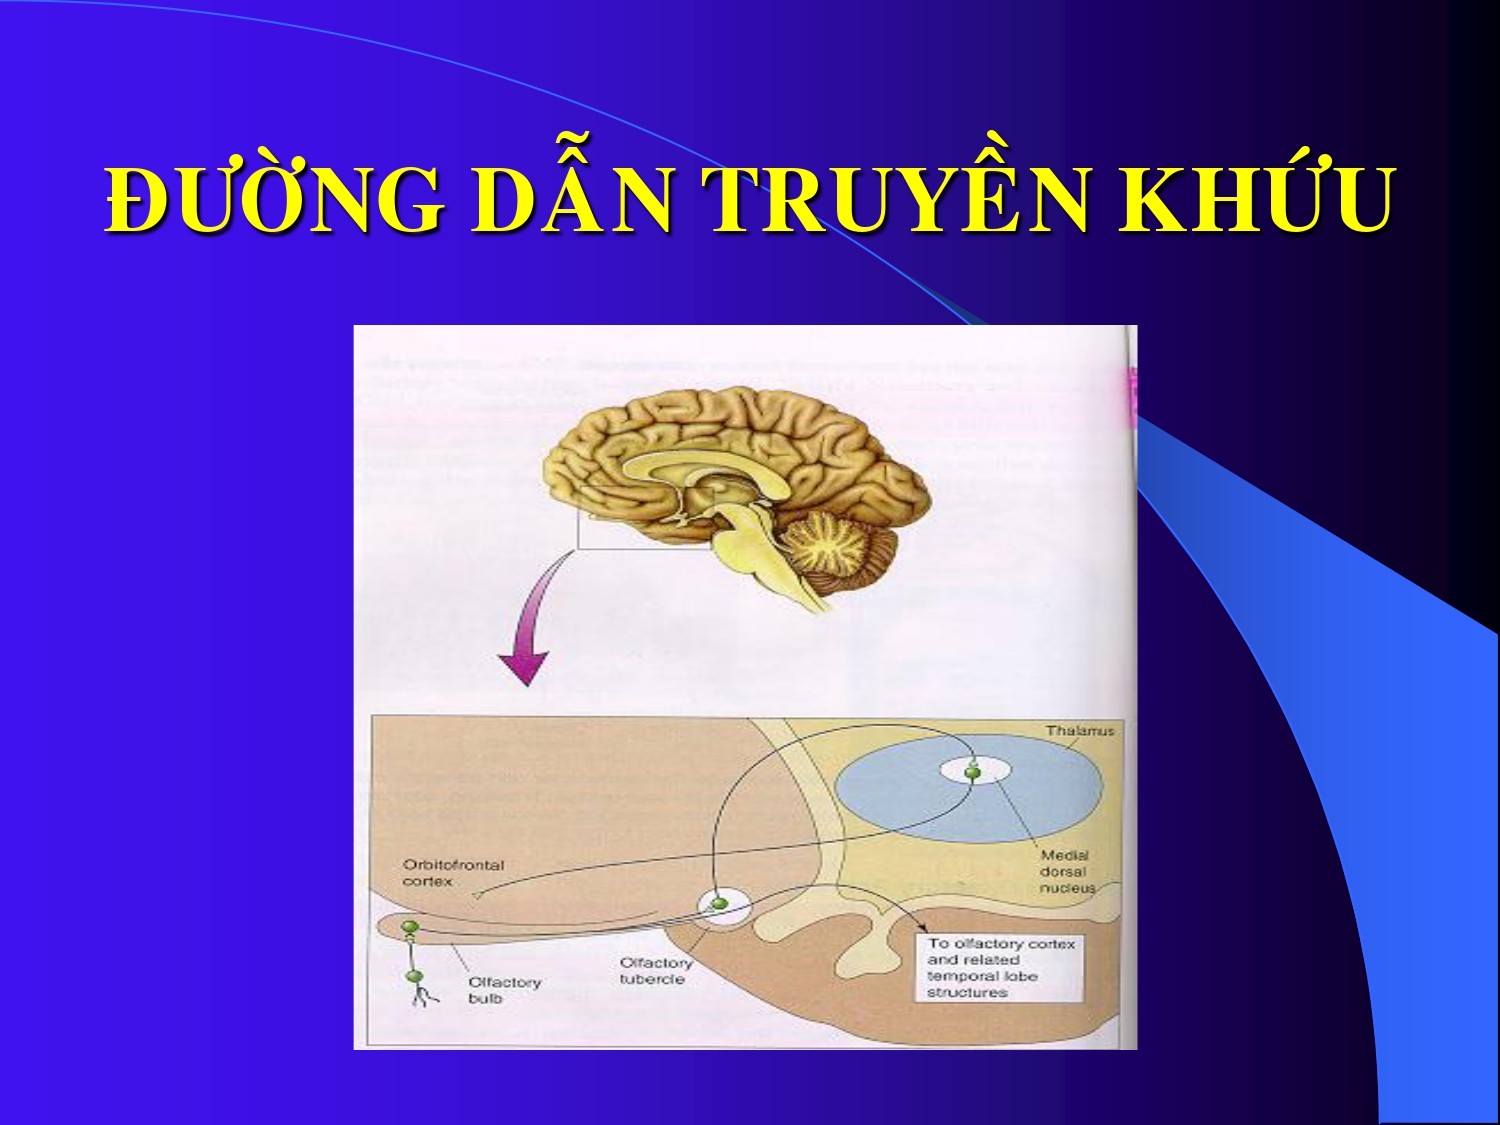 ĐƯỜNG DẪN TRUYỀN KHỨU
Thalamus
Orbitofrontal
cortex
Medial
dorsal
nucleus
To olfactory cortex
and related
temporal lobe
structures
Olfactory
tubercle
Olfactory
bulb